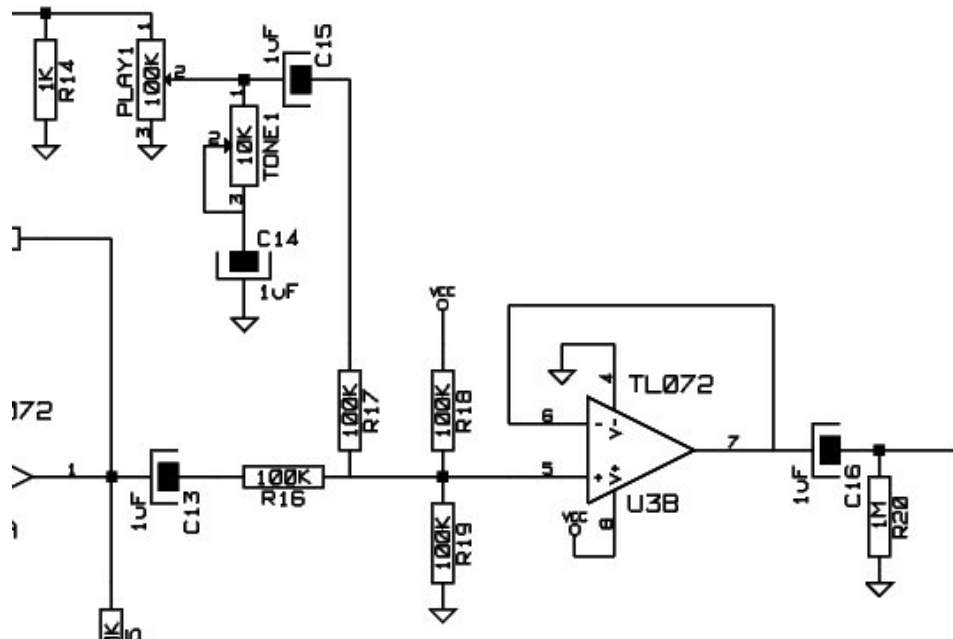 1
1K
R14
PLAY1
100K
2
3
1uF
C15
1
2
10K
TONE1
3
C14
1uF
VCC
072
100K
R17
100K
R18
4
TL072
6
-
V-
7
1
1uF
C13
100K
R16
5
+
V+
U3B
1uF
C16
VCC
8
100K
R19
1M
R20